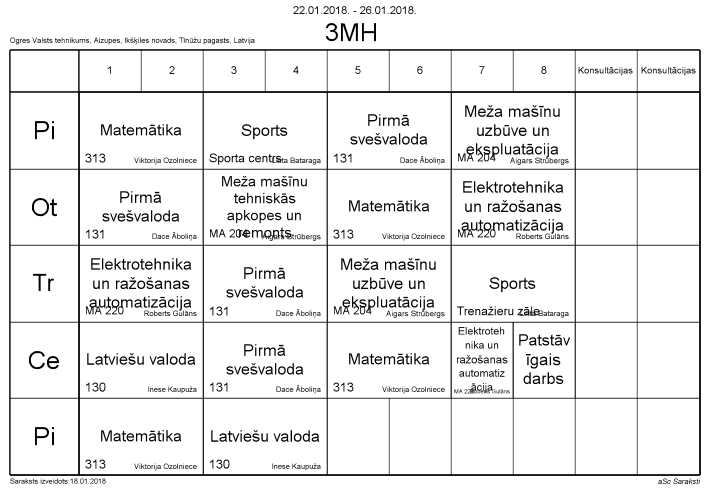 22.01.2018. - 26.01.2018.
Ogres Valsts tehnikums, Aizupes, Ikšķiles novads, Tīnūžu pagasts, Latvija
3MH
1 2 3 4 5 6 7 8 Konsultācijas Konsultācijas
Pi
Matemātika
313 Viktorija Ozolniece
Sports
Sporta centrs Bataraga
Pirmā
svešvaloda
131 Dace Āboliņa
Meža mašīnu
uzbūve un
ekspluatācija
MA 204 Aigars Strūbergs
Ot
Pirmā
svešvaloda
131 Dace Āboliņa
Meža mašīnu
tehniskās
apkopes un
remonts
MA 204 Aigars Strūbergs
Matemātika
313 Viktorija Ozolniece
Elektrotehnika
un ražošanas
automatizācija
MA 220 Roberts Gulāns
Tr
Elektrotehnika
un ražošanas
automatizācija
MA 220 Roberts Gulāns
Pirmā
svešvaloda
131 Dace Āboliņa
Meža mašīnu
uzbūve un
ekspluatācija
MA 204 Aigars Strūbergs
Sports
Trenažieru zāle Bataraga
Ce
Latviešu valoda
130 Inese Kaupuža
Pirmā
svešvaloda
131 Dace Āboliņa
Matemātika
313 Viktorija Ozolniece
Elektroteh
nika un
ražošanas
automatiz
ācija
MA 220 Roberts Gulāns
Patstāv
īgais
darbs
Pi
Matemātika
313 Viktorija Ozolniece
Latviešu valoda
130 Inese Kaupuža
Saraksts izveidots:18.01.2018 aSc Saraksti